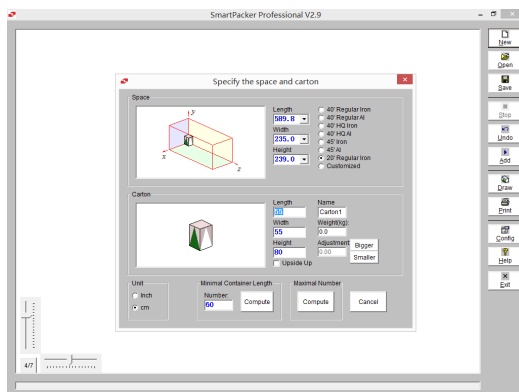 SmartPacker Professional V2.9
New
Open
Save
Stop
Undo
Add
Draw
Print
Config
Help
Exit
Specify the space and carton
Space
y
x
z
Length
589.8
Width
235.0
Height
239.0
40' Regular Iron
40' Regular Al
40' HQ Iron
40' HQ Al
45' Iron
45' Al
20' Regular Iron
Customized
Carton
Length
55
Width
55
Height
80
Upside Up
Name
Carton1
Weight(kg):
0.0
Adjustment
0.00
Bigger
Smaller
Unit
Inch
cm
Minimal Container Length
Number:
60
Compute
Maximal Number
Compute
Cancel
4/7